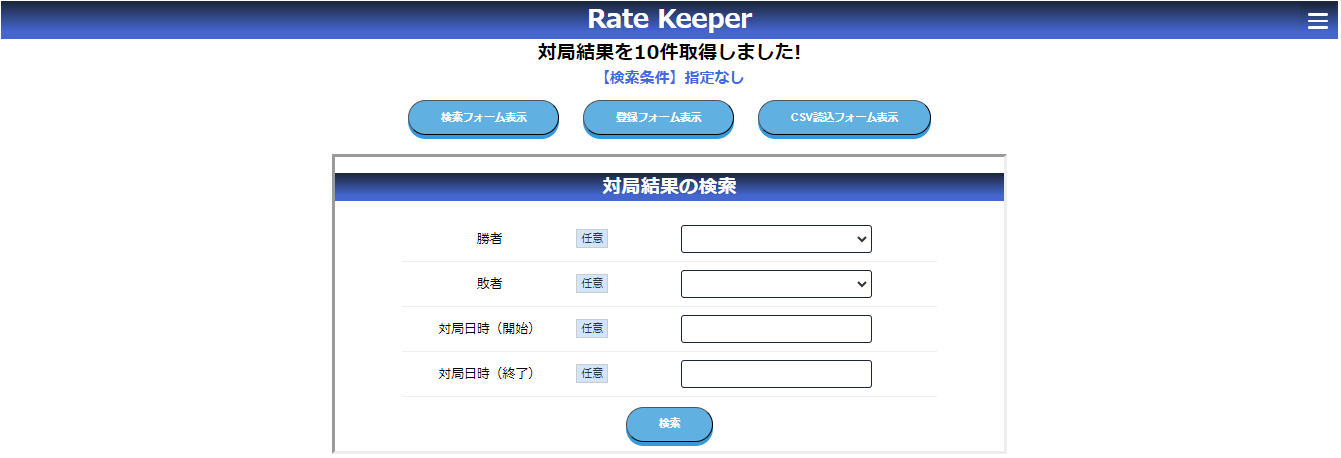 Rate Keeper
対局結果を10件取得しました!
【検索条件】指定なし
検索フォーム表示 登録フォーム表示 CSV読込フォーム表示
対局結果の検索
勝者 任意
敗者 任意
対局日時（開始） 任意
対局日時（終了） 任意
検索